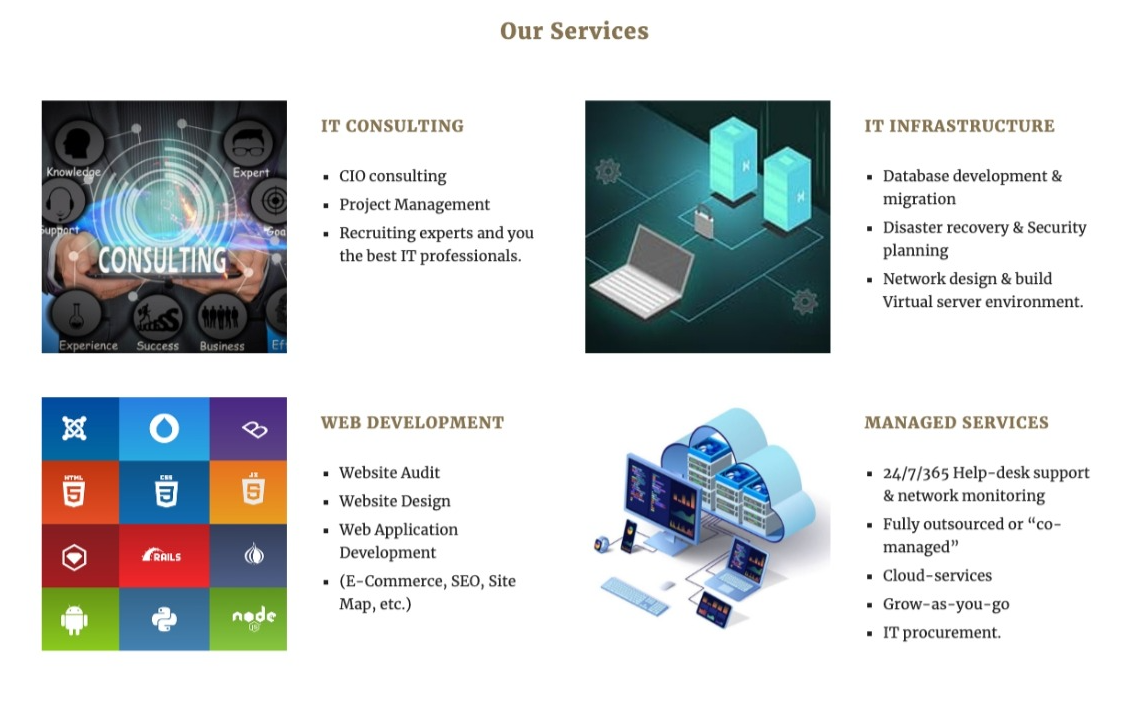 Our Services
IT CONSULTING
▪ CIO consulting
▪ Project Management
▪ Recruiting experts and you
the best IT professionals.
Knowledge
Expert
Support
Goa
CONSULTING
Experience Success Business Eff
IT INFRASTRUCTURE
▪ Database development &
migration
▪ Disaster recovery & Security
planning
▪ Network design & build
Virtual server environment.
WEB DEVELOPMENT
▪ Website Audit
▪ Website Design
▪ Web Application
Development
▪ (E-Commerce, SEO, Site
Map, etc.)
HTML
5
CSS
3
JS
5
RAILS
node
JS
MANAGED SERVICES
▪ 24/7/365 Help-desk support
& network monitoring
▪ Fully outsourced or “co-
managed”
▪ Cloud-services
▪ Grow-as-you-go
▪ IT procurement.